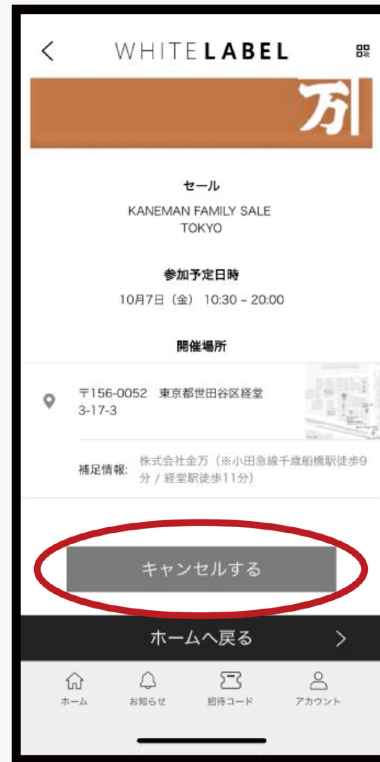 WHITE LABEL
万
セール
KANEMAN FAMILY SALE
TOKYO
参加予定日時
10月7日（金） 10:30 ~ 20:00
開催場所
〒156-0052 東京都世田谷区経堂
3-17-3
補足情報: 株式会社金万（※小田急線千歳船橋駅徒歩9
分 / 経堂駅徒歩11分）
キャンセルする
ホームへ戻る
ホーム お知らせ 招待コード アカウント